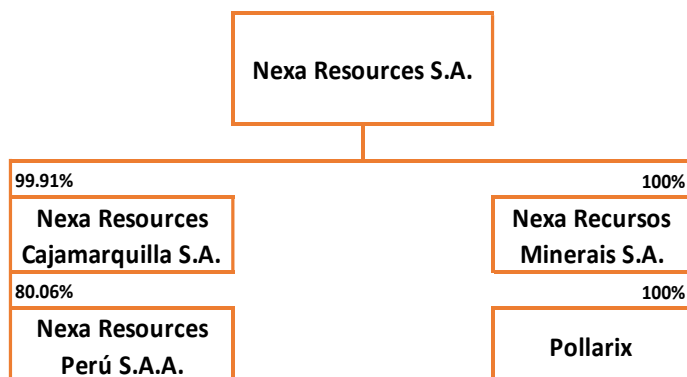 Nexa Resources S.A.
99.91%
100%
Nexa Resources
Cajamarquilla S.A.
Nexa Recursos
Minerais S.A.
80.06%
100%
Nexa Resources
Perú S.A.A.
Pollarix